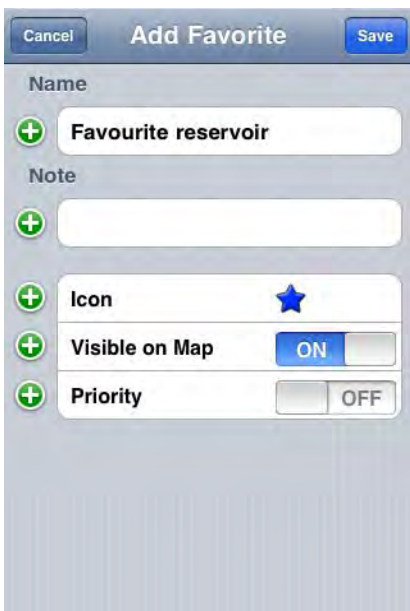 Cancel Add Favorite Save
Name
Favourite reservoir
Note
Icon
Visible on Map ON
Priority OFF